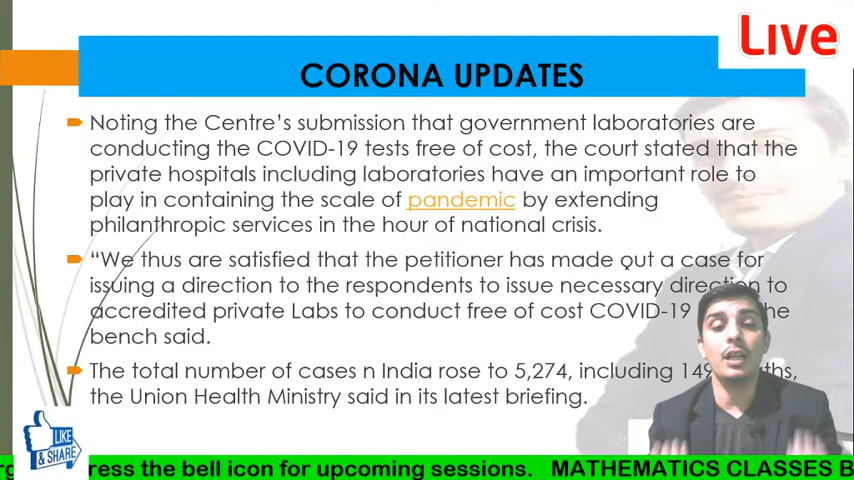 Live
CORONA UPDATES
Noting the Centre's submission that government laboratories are
conducting the COVID-19 tests free of cost, the court stated that the
private hospitals including laboratories have an important role to
play in containing the scale of pandemic by extending
philanthropic services in the hour of national crisis.
“We thus are satisfied that the petitioner has made out a case for
issuing a direction to the respondents to issue necessary direction to
accredited private Labs to conduct free of cost COVID-19
bench said.
The total number of cases n India rose to 5,274, including 149
the Union Health Ministry said in its latest briefing.
LIKE
& SHARE
the bell icon for upcoming sessions. MATHEMATICS CLASSES